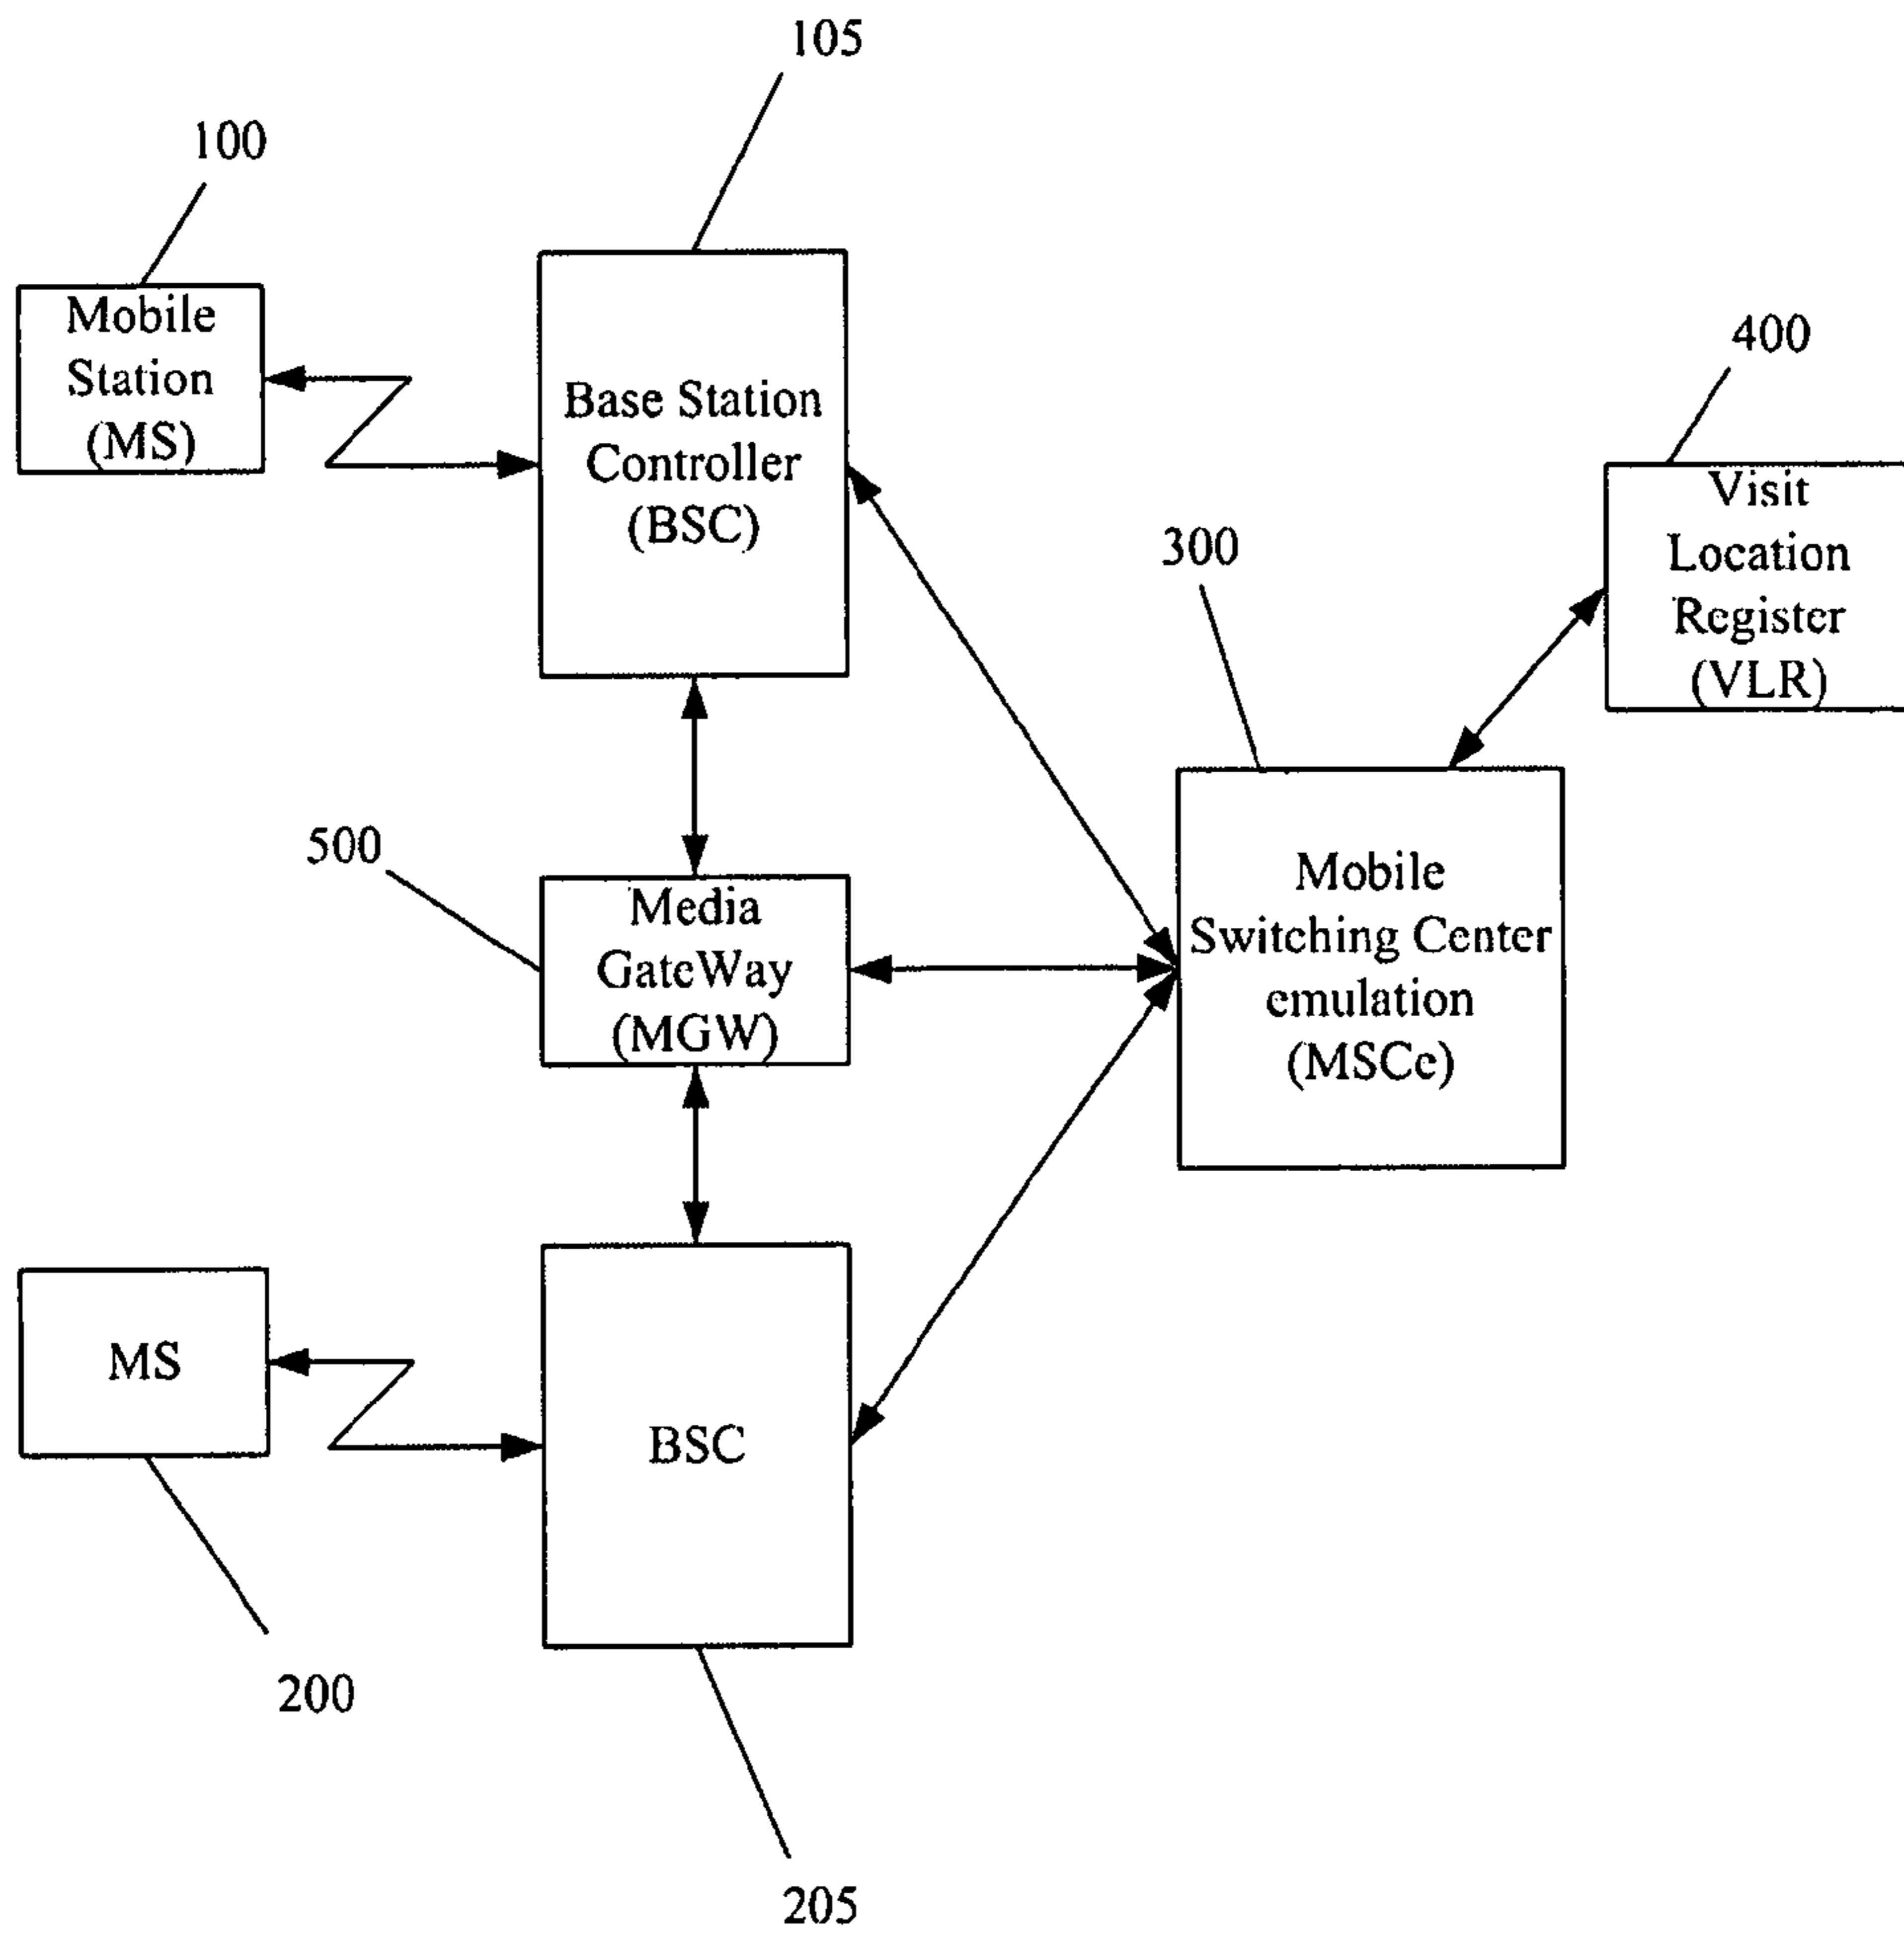 105
100
Mobile
Station
(MS)
Base Station
Controller
(BSC)
400
Visit
Location
Register
(VLR)
300
500
Media
GateWay
(MGW)
Mobile
Switching Center
emulation
(MSCe)
MS
BSC
200
205